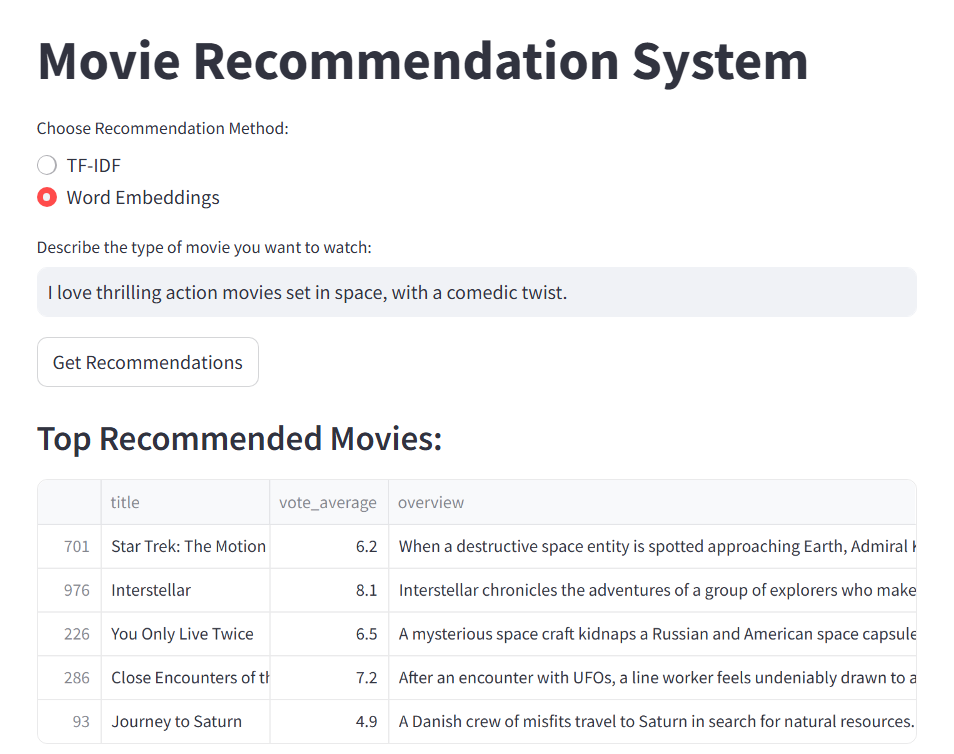 Movie Recommendation System
Choose Recommendation Method:
TF-IDF
Word Embeddings
Describe the type of movie you want to watch:
I love thrilling action movies set in space, with a comedic twist.
Get Recommendations
Top Recommended Movies:
title vote_average overview
701 Star Trek: The Motion 6.2 When a destructive space entity is spotted approaching Earth, Admiral
976 Interstellar 8.1 Interstellar chronicles the adventures of a group of explorers who make
226 You Only Live Twice 6.5 A mysterious space craft kidnaps a Russian and American space capsule
286 Close Encounters of 7.2 After an encounter with UFOs, a line worker feels undeniably drawn to a
93 Journey to Saturn 4.9 A Danish crew of misfits travel to Saturn in search for natural resources.